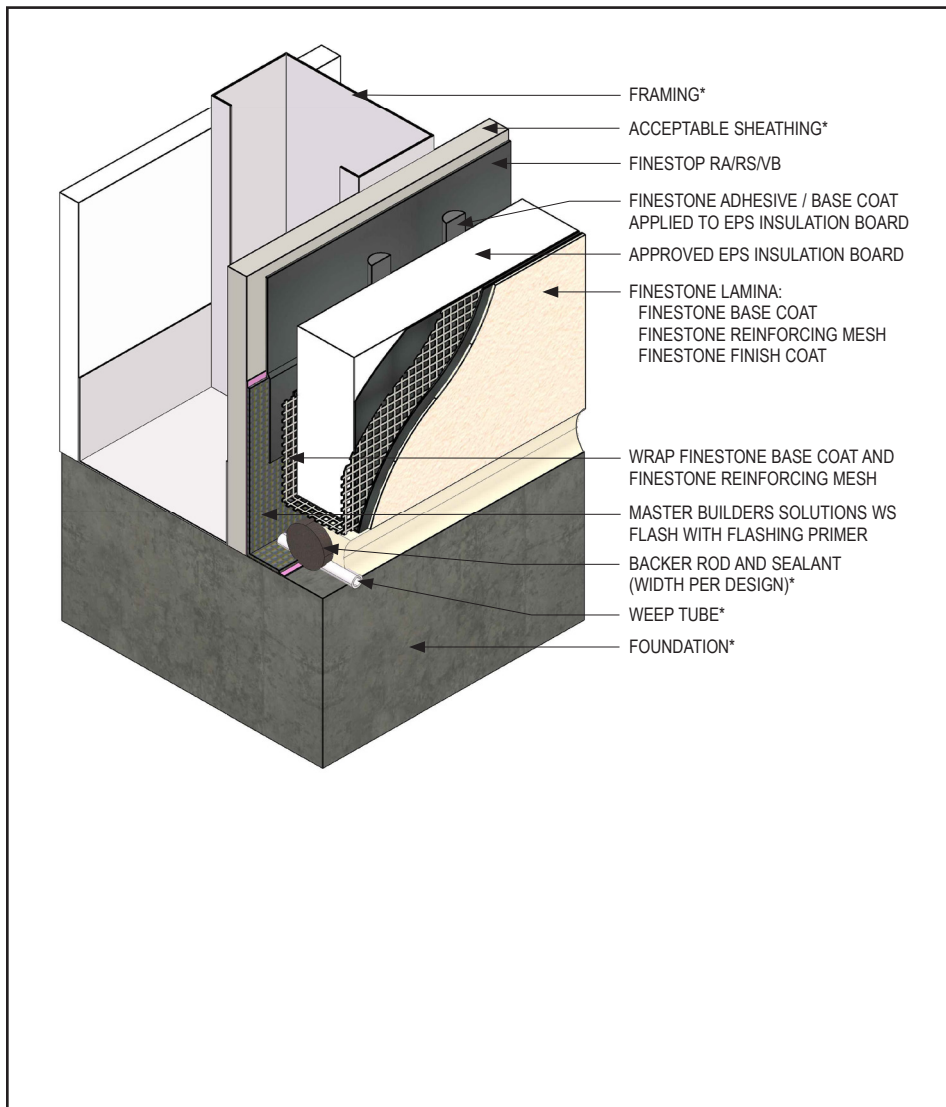 FRAMING*
ACCEPTABLE SHEATHING*
FINESTOP RA/RS/VB
FINESTONE ADHESIVE / BASE COAT
APPLIED TO EPS INSULATION BOARD
APPROVED EPS INSULATION BOARD
FINESTONE LAMINA:
FINESTONE BASE COAT
FINESTONE REINFORCING MESH
FINESTONE FINISH COAT
WRAP FINESTONE BASE COAT AND
FINESTONE REINFORCING MESH
MASTER BUILDERS SOLUTIONS WS
FLASH WITH FLASHING PRIMER
BACKER ROD AND SEALANT
(WIDTH PER DESIGN)*
WEEP TUBE*
FOUNDATION*